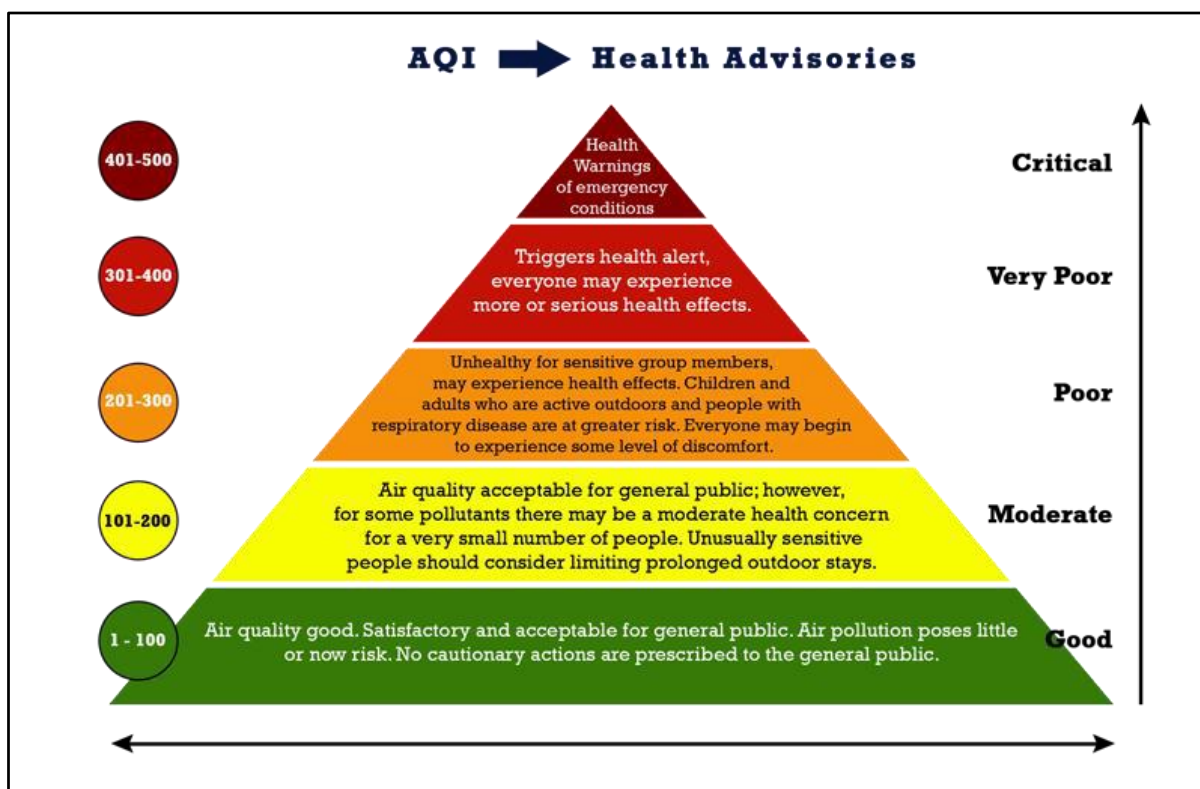 AQI Health Advisories
401-500
Health
Warnings
of emergency
conditions
Critical
301-400
Triggers health alert,
everyone may experience
more or serious health effects.
Very Poor
201-300
Unhealthy for sensitive group members,
may experience health effects. Children and
adults who are active outdoors and people with
respiratory disease are at greater risk. Everyone may begin
to experience some level of discomfort.
Poor
101-200
Air quality acceptable for general public; however,
for some pollutants there may be a moderate health concern
for a very small number of people. Unusually sensitive
people should consider limiting prolonged outdoor stays.
Moderate
1 - 100
Air quality good. Satisfactory and acceptable for general public. Air pollution poses little
or now risk. No cautionary actions are prescribed to the general public.
Good